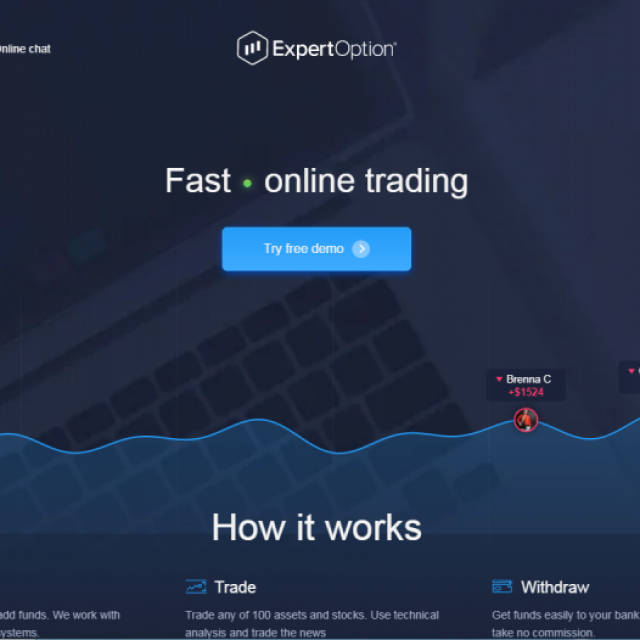 Online chat
ExpertOption®
Fast • online trading
Try free demo
Brenna C
+$1524
How it works
Trade
Withdraw
add funds. We work with
Trade any of 100 assets and stocks. Use technical
Get funds easily to your bank
systems.
analysis and trade the news
take no commission.